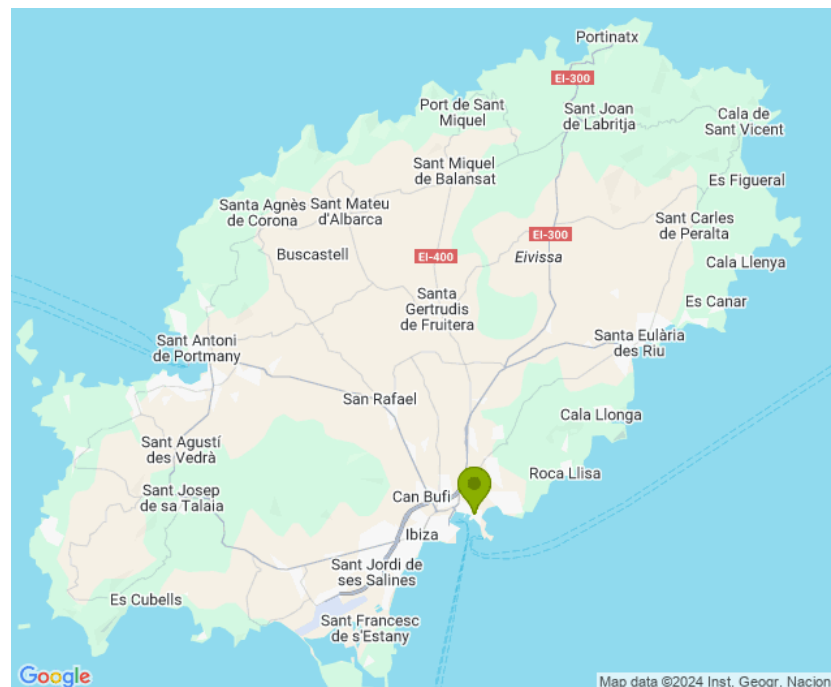 Portinatx
EI-300
Port de Sant
Miquel
Sant Joan
de Labritja
Cala de
Sant Vicent
Sant Miquel
de Balansat
Es Figueral
Santa Agnès
de Corona
Sant Mateu
d'Albarca
Sant Carles
de Peralta
EI-300
Buscastell
EI-400
Eivissa
Cala Llenya
Santa
Gertrudis
de Fruitera
Es Canar
Sant Antoni
de Portmany
Santa Eulària
des Riu
San Rafael
Cala Llonga
Sant Agustí
des Vedrà
Roca Llisa
Sant Josep
de sa Talaia
Can Bufí
Ibiza
Sant Jordi de
ses Salines
Es Cubells
Sant Francesc
de s'Estany
Google
Map data ©2024 Inst. Geogr. Nacion